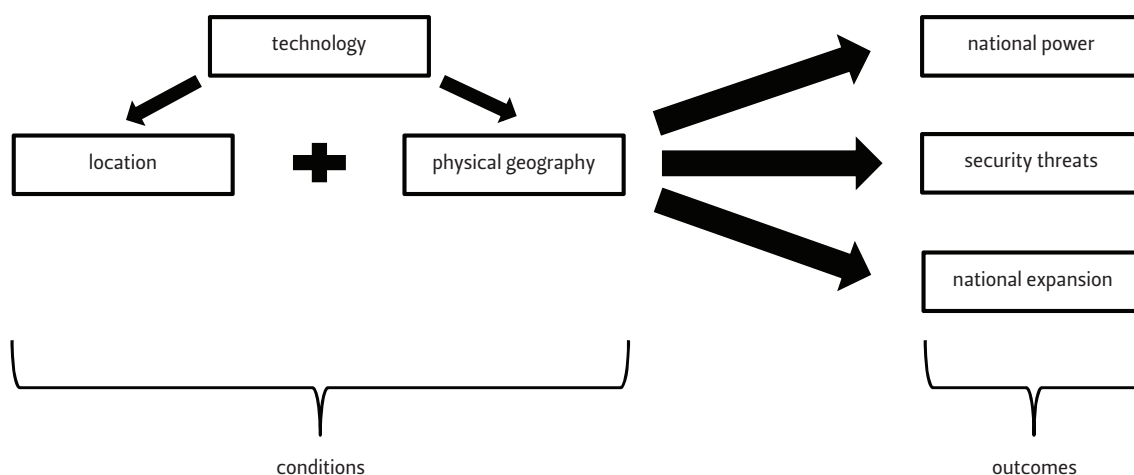 technology
national power
location
physical geography
security threats
national expansion
conditions
outcomes